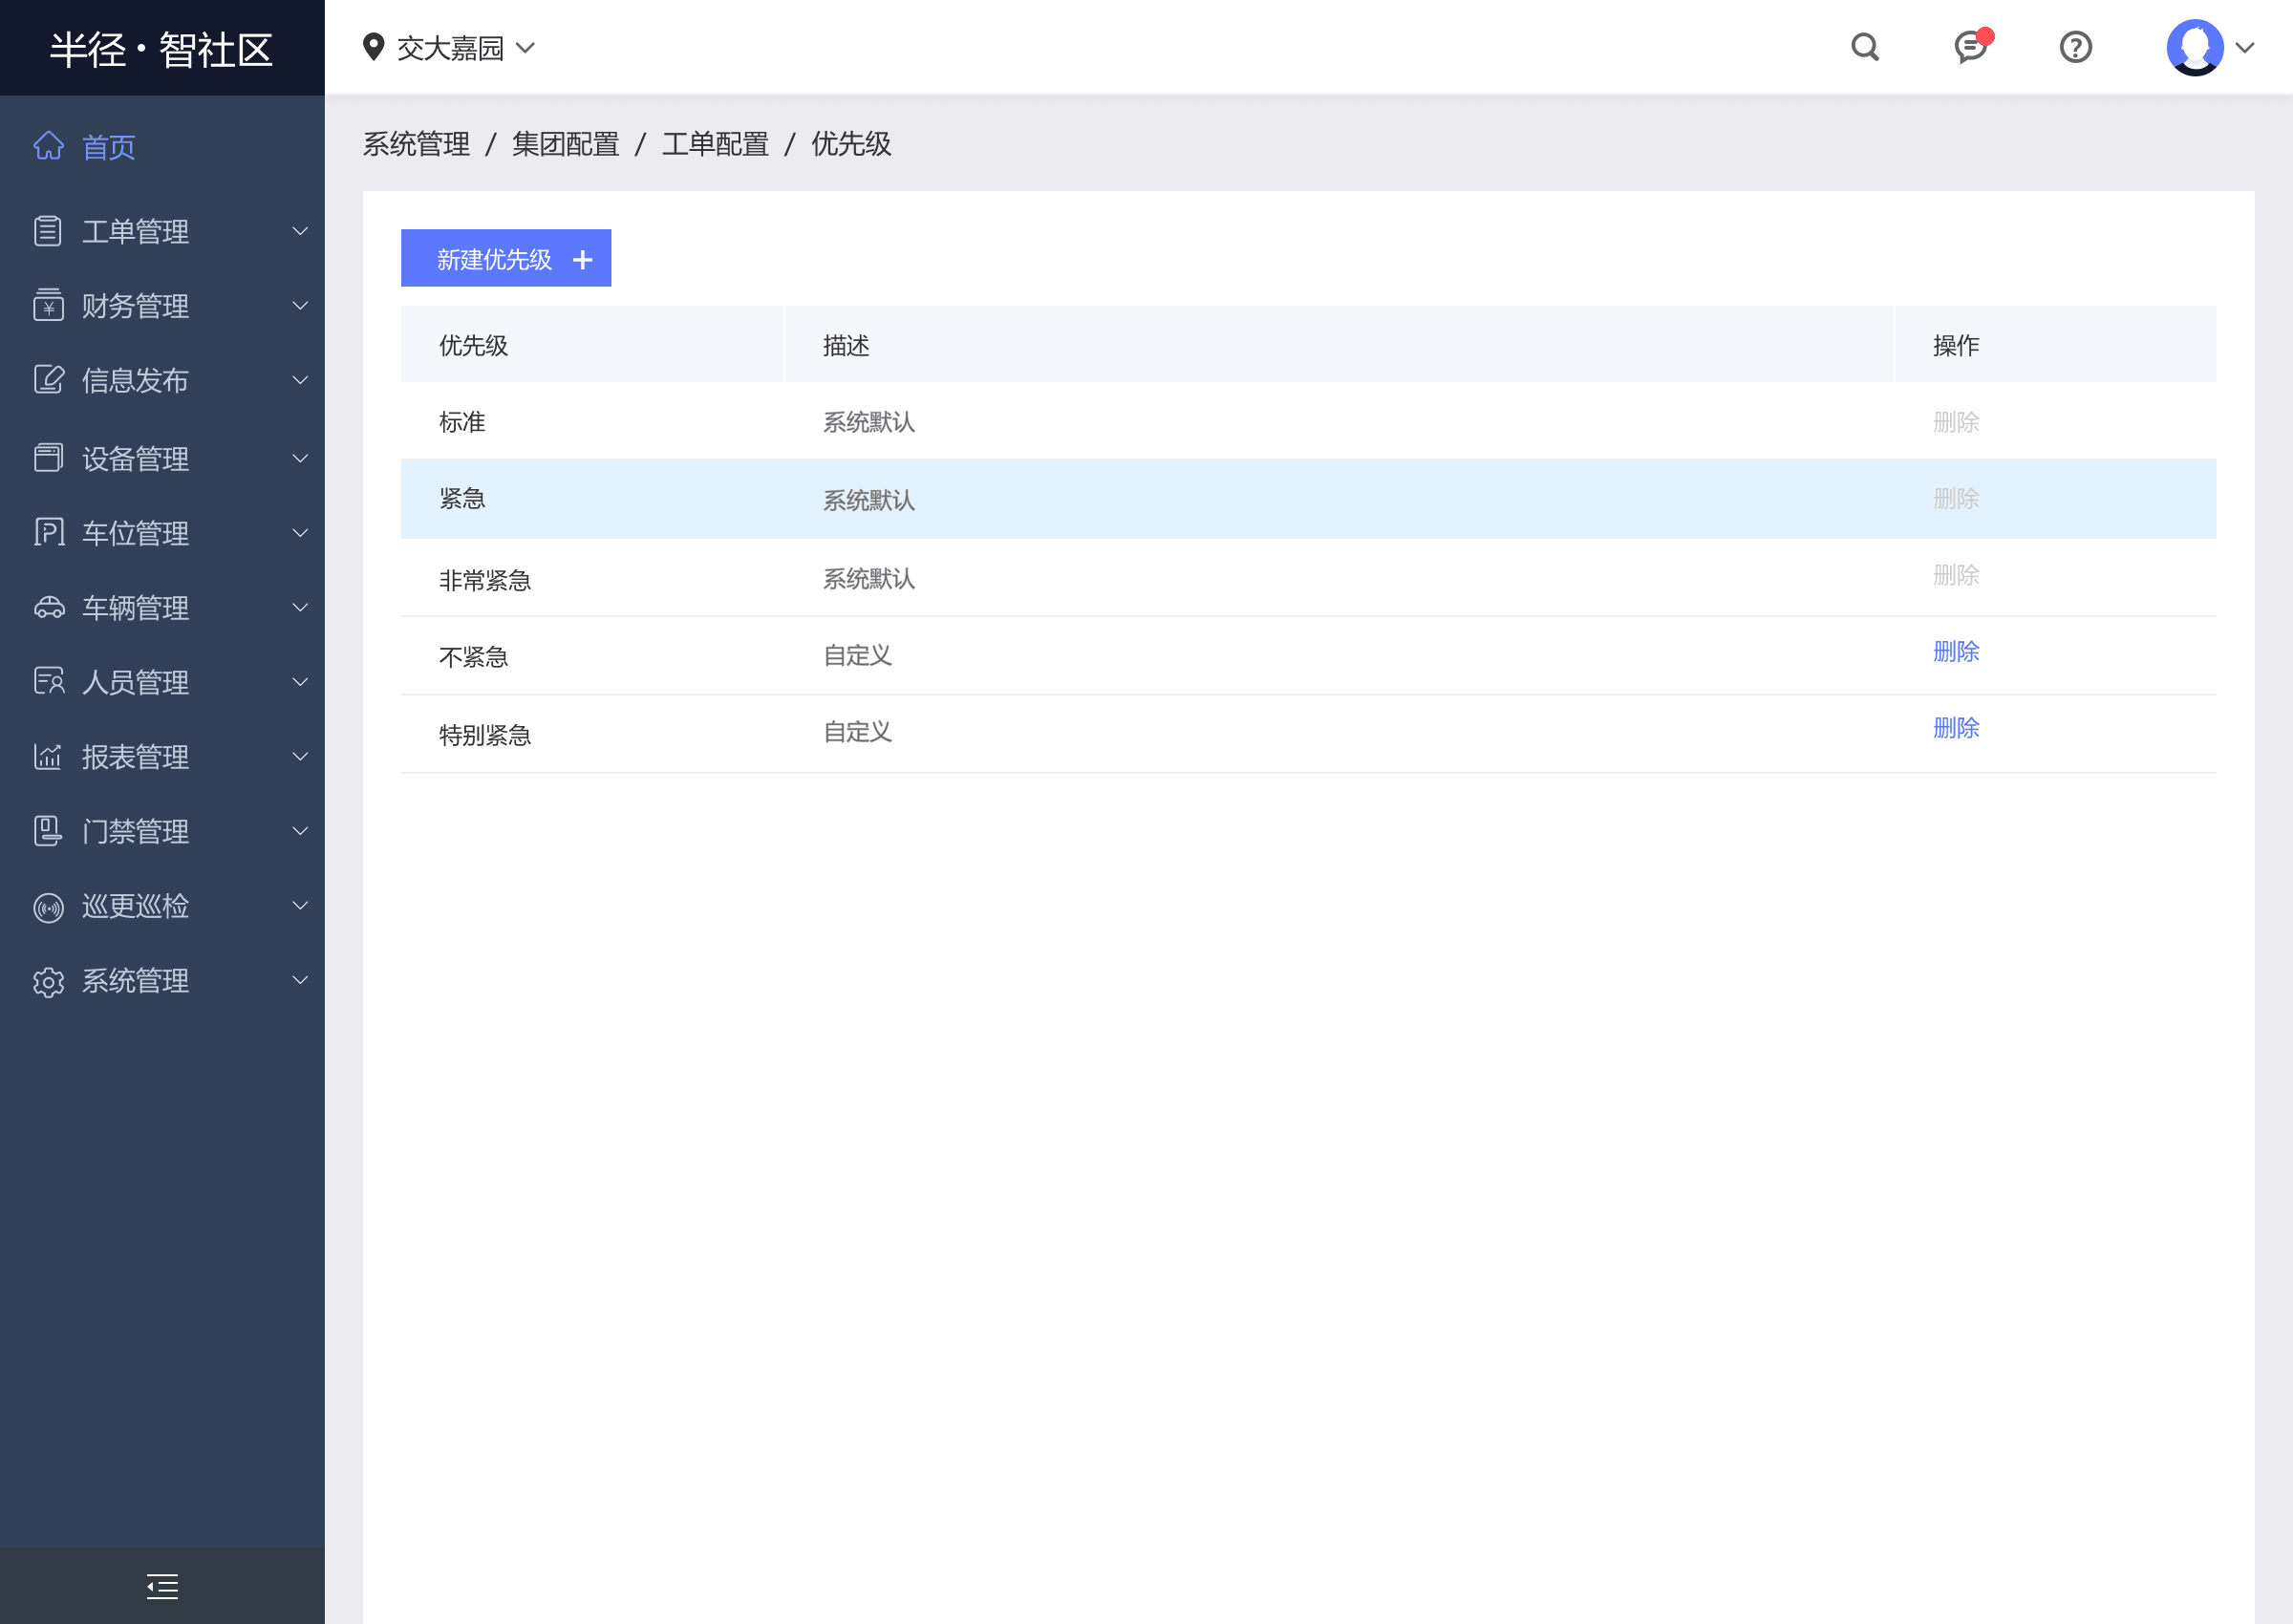 半径·智社区
交大嘉园
首页
工单管理
财务管理
信息发布
设备管理
车位管理
车辆管理
人员管理
报表管理
门禁管理
巡更巡检
系统管理
系统管理 / 集团配置 / 工单配置 / 优先级
新建优先级 +
优先级 描述 操作
标准 系统默认 删除
紧急 系统默认 删除
非常紧急 系统默认 删除
不紧急 自定义 删除
特别紧急 自定义 删除